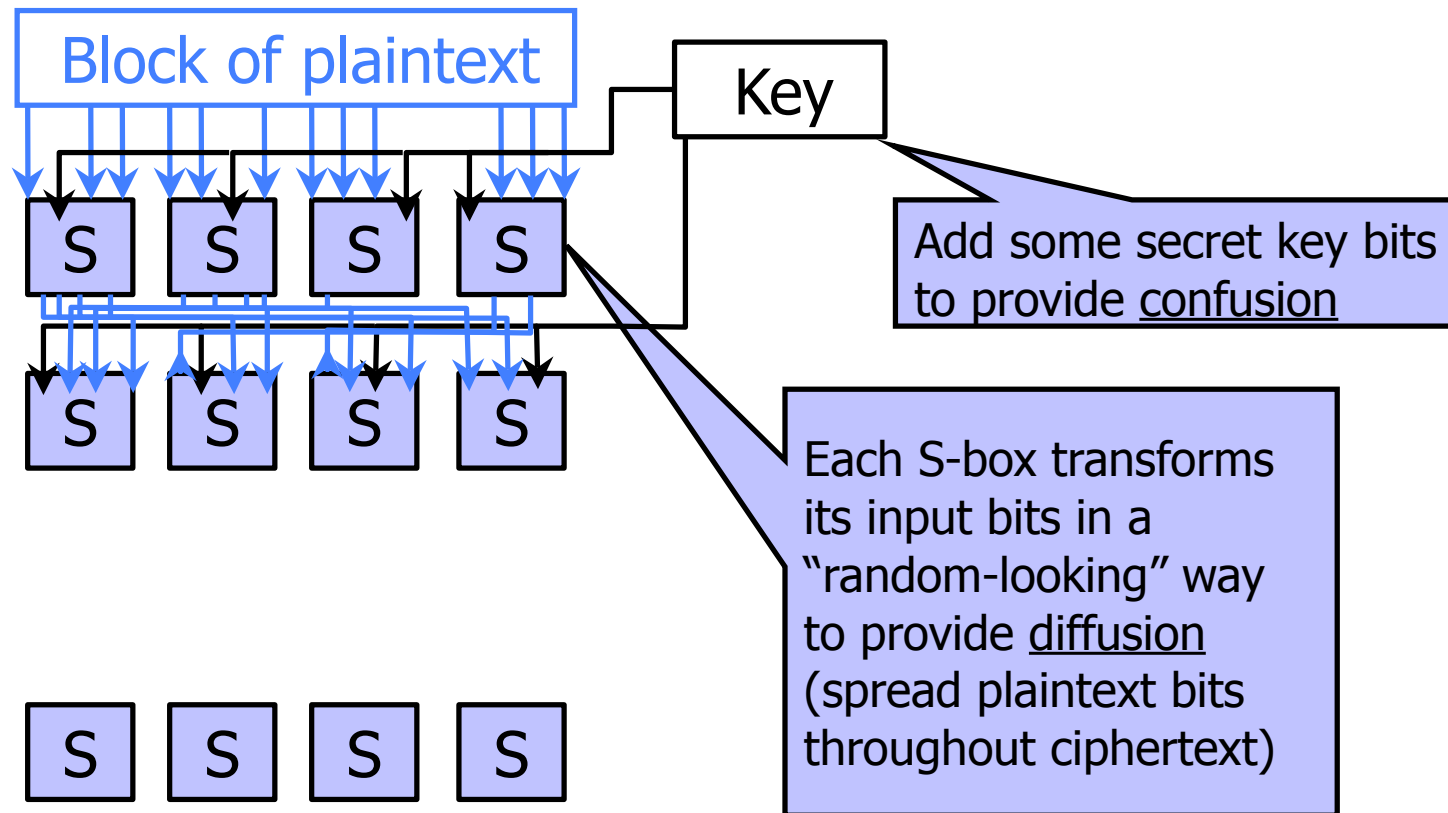 Block of plaintext
Key
S S S S
Add some secret key bits
to provide confusion
S S S S
Each S-box transforms
its input bits in a
“random-looking” way
to provide diffusion
(spread plaintext bits
throughout ciphertext)
S S S S